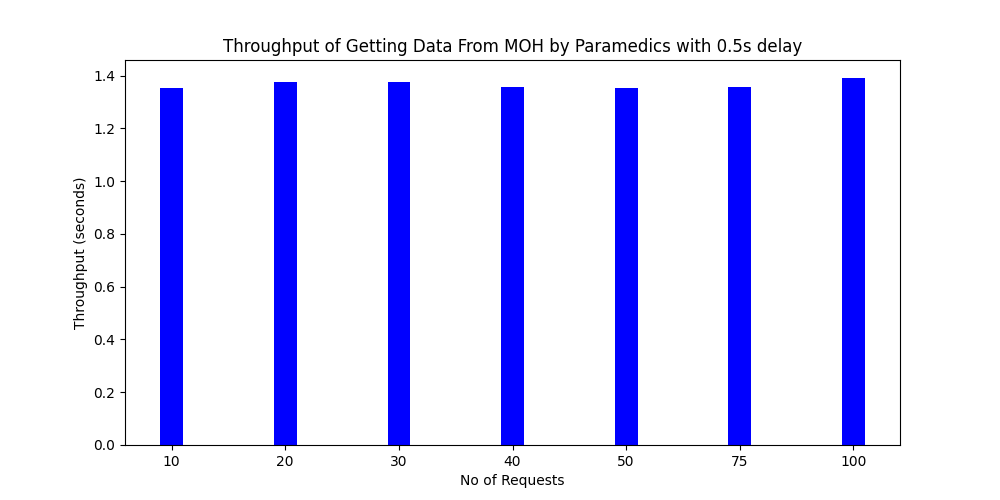 Throughput of Getting Data From MOH by Paramedics with 0.5s delay
Throughput (seconds)
1.4
1.2
1.0
0.8
0.6
0.4
0.2
0.0
10 20 30 40 50 75 100
No of Requests